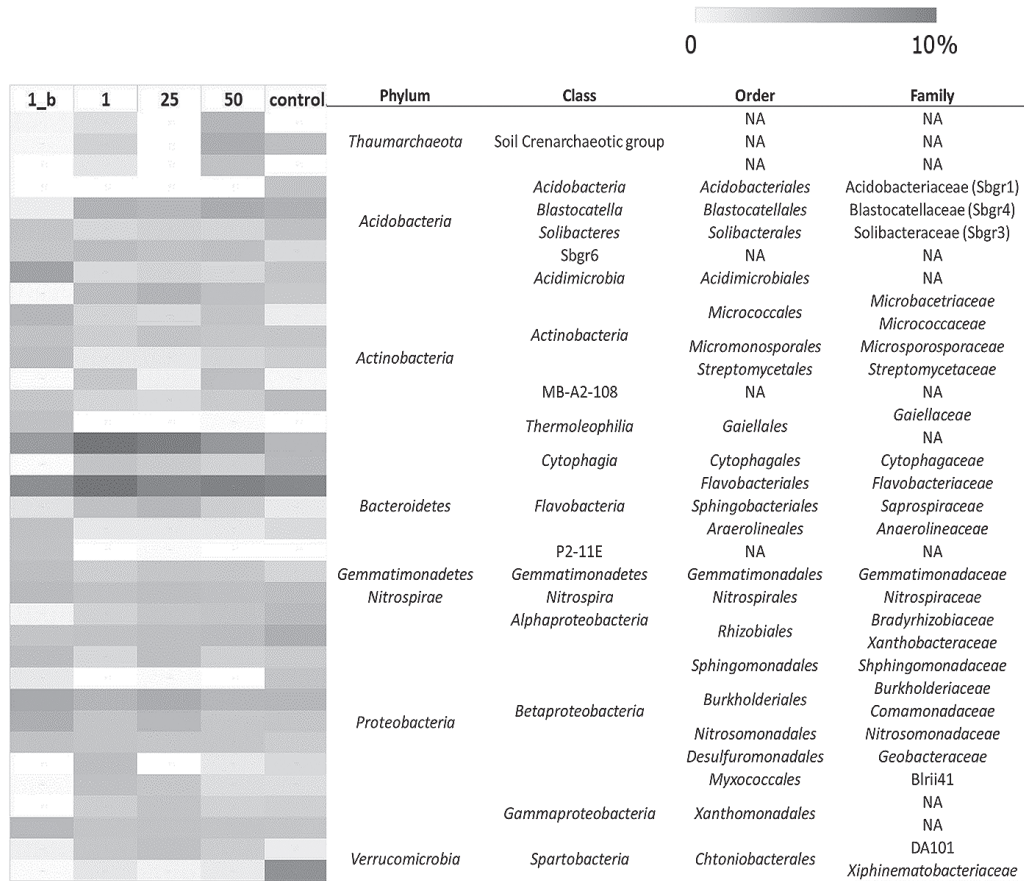 0 10%
1_b 1 25 50 control Phylum Class Order Family
NA NA
Thaumarchaeota Soil Crenarchaeotic group NA NA
NA NA
Acidobacteria Acidobacteriales Acidobacteriaceae (Sbgr1)
Acidobacteria Blastocatella Blastocatellales Blastocatellaceae (Sbgr4)
Solibacteres Solibacterales Solibacteraceae (Sbgr3)
Sbgr6 NA NA
Acidimicrobia Acidimicrobiales NA
Micrococcales Microbacetriaceae
Actinobacteria Micrococcaceae
Actinobacteria Micromonosporales Microsporosporaceae
Streptomycetales Streptomycetaceae
MB-A2-108 NA NA
Thermoleophilia Gaiellales Gaiellaceae
NA
Cytophagia Cytophagales Cytophagaceae
Flavobacteriales Flavobacteriaceae
Bacteroidetes Flavobacteria Sphingobacteriales Saprospiraceae
Araerolineales Anaerolineaceae
P2-11E NA NA
Gemmatimonadetes Gemmatimonadetes Gemmatimonadales Gemmatimonadaceae
Nitrospirae Nitrospira Nitrospirales Nitrospiraceae
Alphaproteobacteria Bradyrhizobiaceae
Rhizobiales Xanthobacteraceae
Sphingomonadales Shphingomonadaceae
Burkholderiales Burkholderiaceae
Proteobacteria Betaproteobacteria Comamonadaceae
Nitrosomonadales Nitrosomonadaceae
Desulfuromonadales Geobacteraceae
Myxococcales Blrii41
Gammaproteobacteria Xanthomonadales NA
NA
DA101
Verrucomicrobia Spartobacteria Chtoniobacterales Xiphinematobacteriaceae